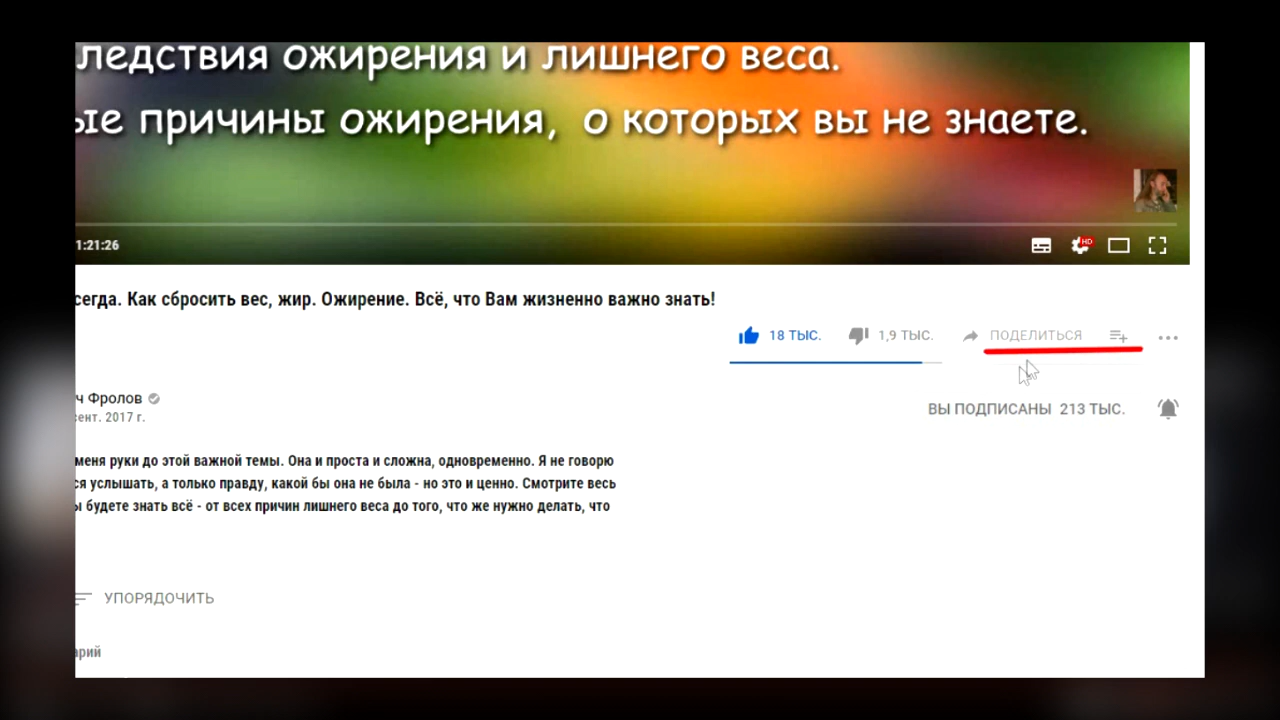 ледствия ожирения и лишнего веса.
ые причины ожирения, о которых вы не знаете.
1:21:26
HD
сегда. Как сбросить вес, жир. Ожирение. Всё, что Вам жизненно важно знать!
18 ТЫС. 1,9 ТЫС. ПОДЕЛИТЬСЯ
ч Фролов
сент. 2017 г.
ВЫ ПОДПИСАНЫ 213 ТЫС.
меня руки до этой важной темы. Она и проста и сложна, одновременно. Я не говорю
ся услышать, а только правду, какой бы она не была - но это и ценно. Смотрите весь
ы будете знать всё - от всех причин лишнего веса до того, что же нужно делать, что
УПОРЯДОЧИТЬ
арий